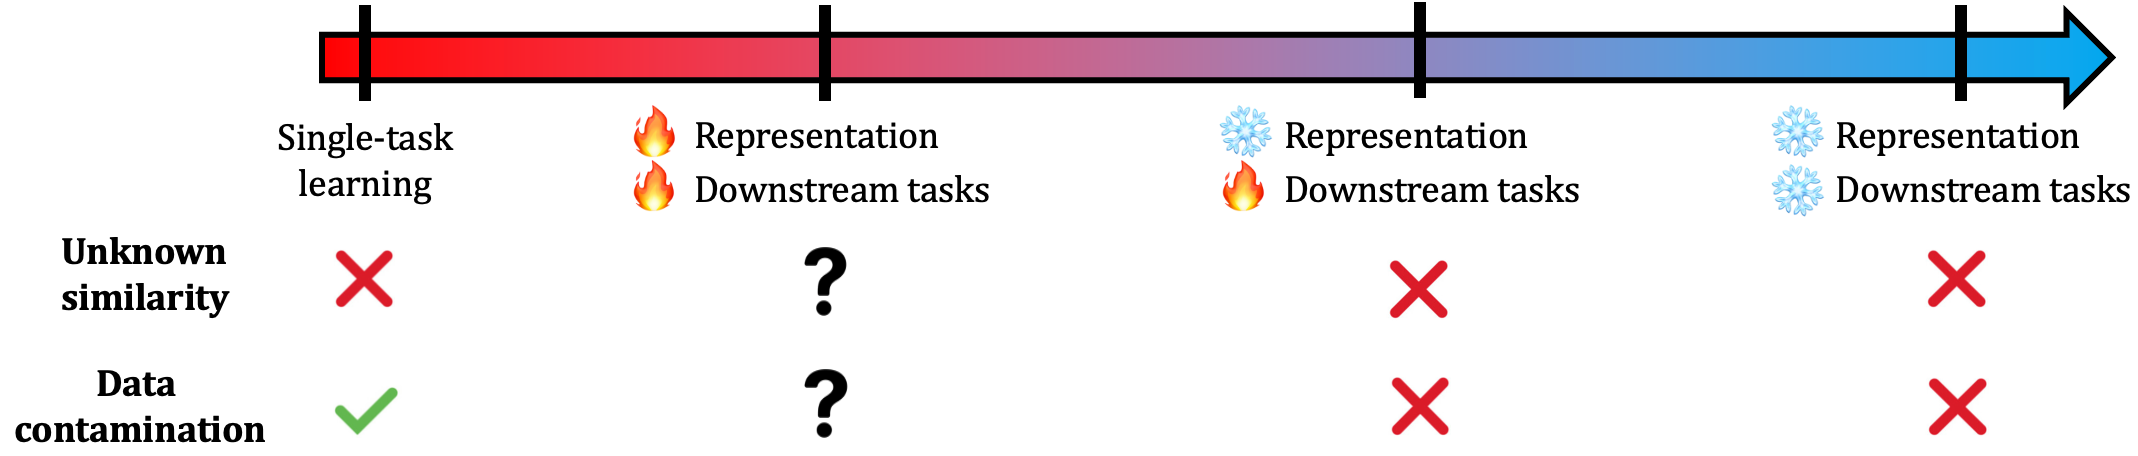 Single-task
learning
Representation
Downstream tasks
Representation
Downstream tasks
Representation
Downstream tasks
Unknown
similarity
?
Data
contamination
?